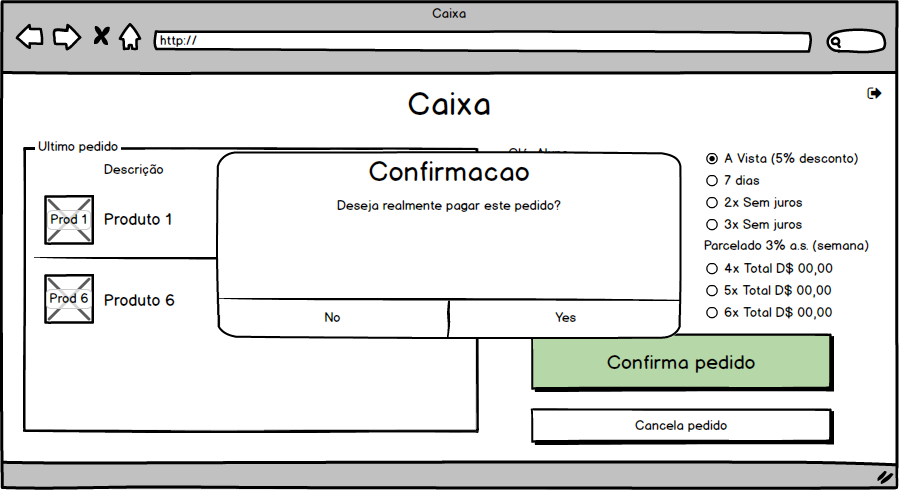 Caixa
http://
Caixa
Ultimo pedido
Descrição
Prod 1
Produto 1
Prod 6
Produto 6
Confirmacao
Deseja realmente pagar este pedido?
No
Yes
A Vista (5% desconto)
7 dias
2x Sem juros
3x Sem juros
Parcelado 3% a.s. (semana)
4x Total D$ 00,00
5x Total D$ 00,00
6x Total D$ 00,00
Confirma pedido
Cancela pedido